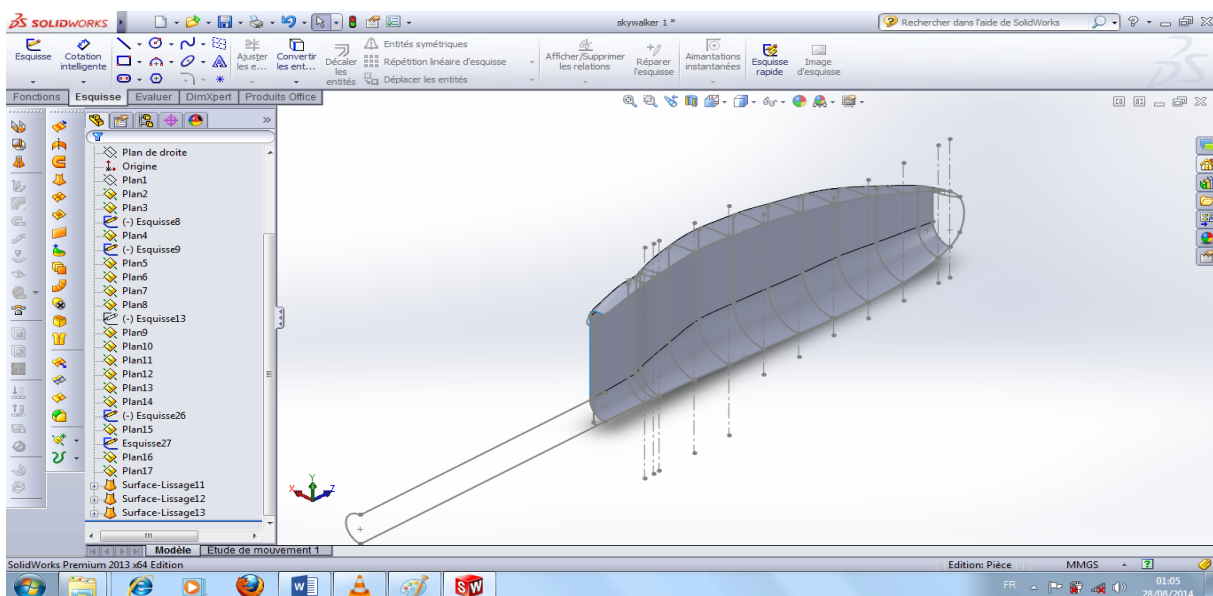 SOLIDWORKS
skywalker 1 *
Rechercher dans l'aide de SolidWorks
Esquisse
Cotation intelligente
Ajuster les e...
Convertir les ent...
Décaler les entités
Entités symétriques
Répétition linéaire d'esquisse
Déplacer les entités
Afficher/Supprimer les relations
Réparer l'esquisse
Aimantations instantanées
Esquisse rapide
Image d'esquisse
Fonctions
Esquisse
Evaluer
DimXpert
Produits Office
Plan de droite
Origine
Plan1
Plan2
Plan3
(-) Esquisse8
Plan4
(-) Esquisse9
Plan5
Plan6
Plan7
Plan8
(-) Esquisse13
Plan9
Plan10
Plan11
Plan12
Plan13
Plan14
(-) Esquisse26
Plan15
Esquisse27
Plan16
Plan17
Surface-Lissage11
Surface-Lissage12
Surface-Lissage13
Y
X
Z
Modèle
Etude de mouvement 1
SolidWorks Premium 2013 x64 Edition
Edition: Pièce
MMGS
FR
01:05
28/08/2014